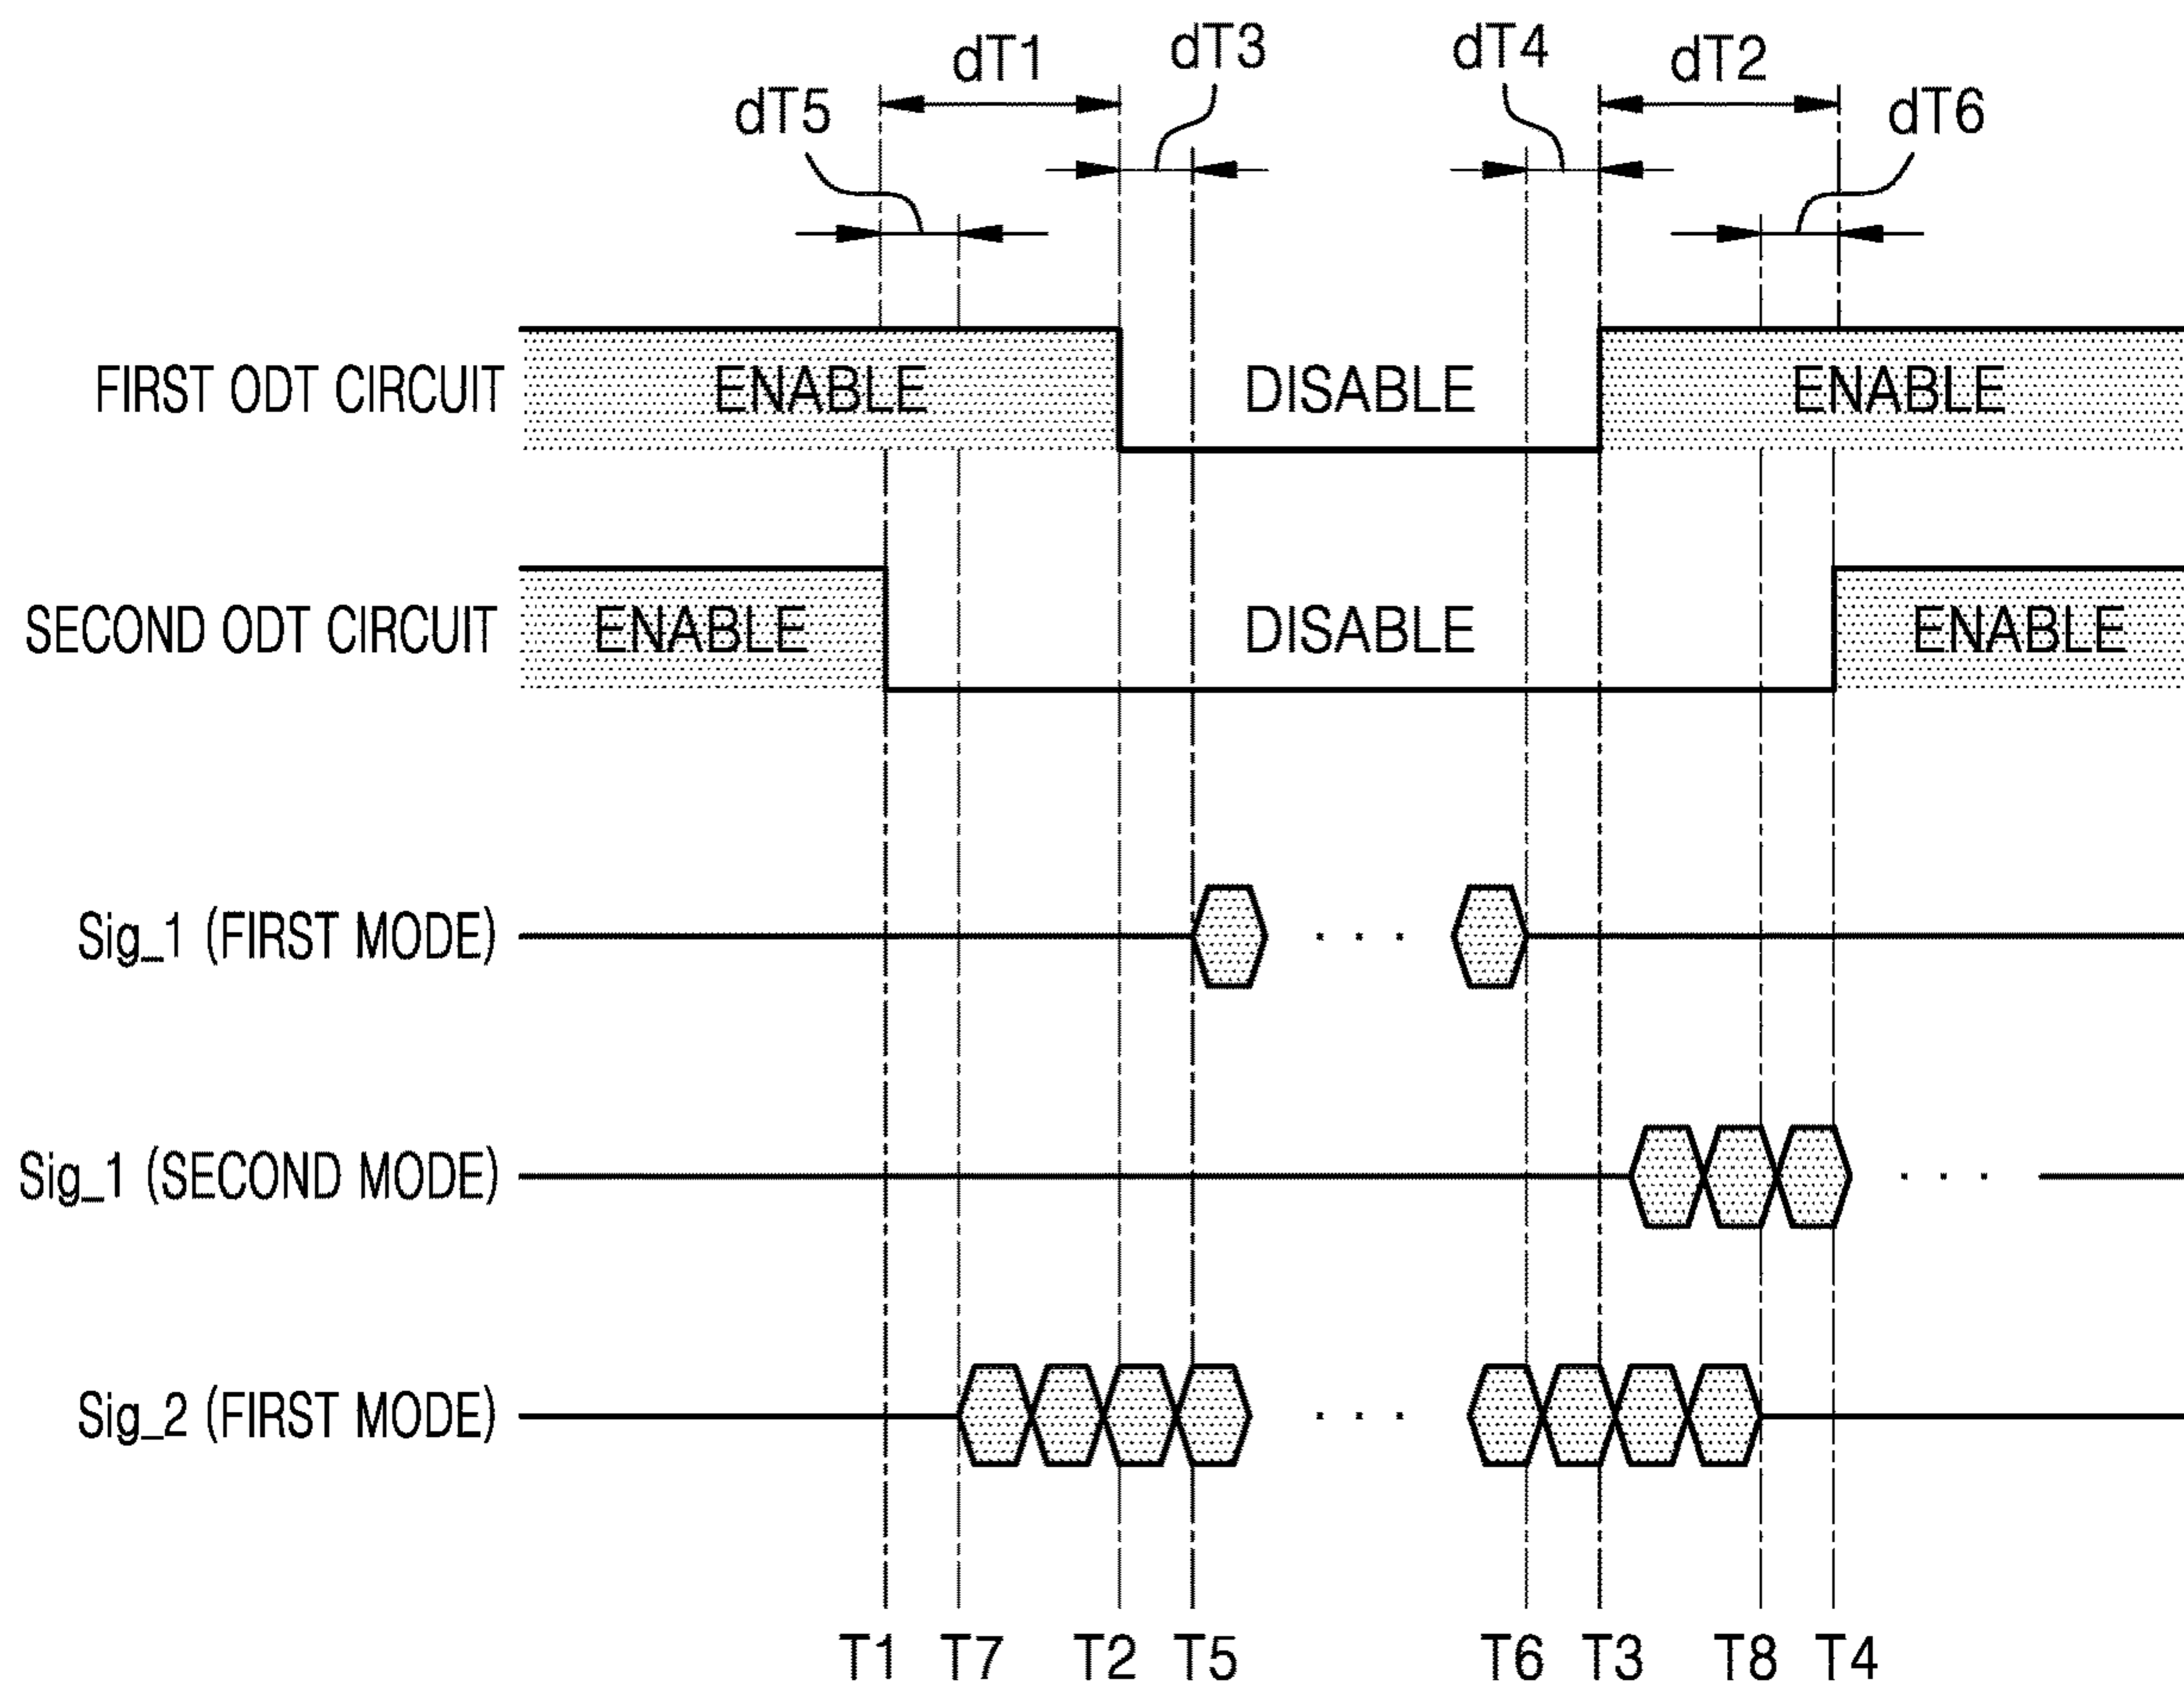 dT1
dT3
dT4
dT2
dT5
dT6
FIRST ODT CIRCUIT
ENABLE
DISABLE
ENABLE
SECOND ODT CIRCUIT
ENABLE
DISABLE
ENABLE
Sig_1 (FIRST MODE)
. . .
Sig_1 (SECOND MODE)
. . .
Sig_2 (FIRST MODE)
. . .
T1 T7 T2 T5 T6 T3 T8 T4